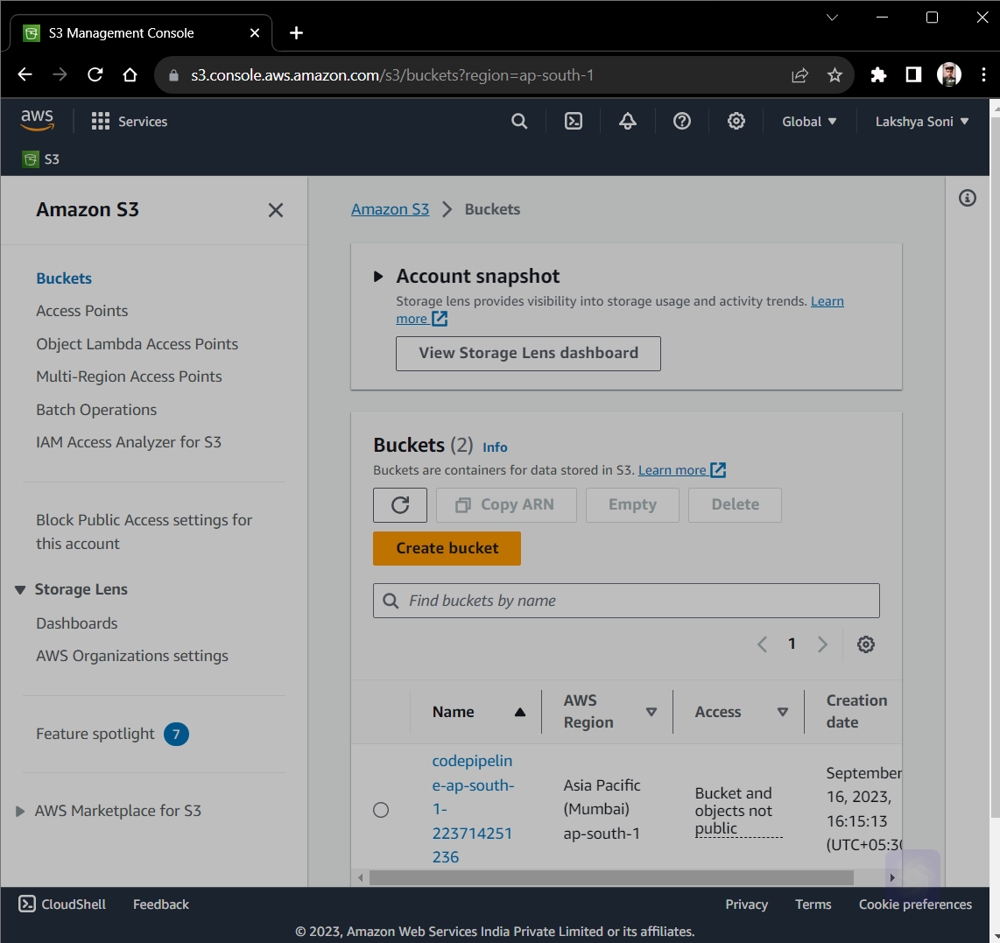 S3 Management Console
s3.console.aws.amazon.com/s3/buckets?region=ap-south-1
aws
Services
Global
Lakshya Soni
S3
Amazon S3
Buckets
Access Points
Object Lambda Access Points
Multi-Region Access Points
Batch Operations
IAM Access Analyzer for S3
Block Public Access settings for
this account
Storage Lens
Dashboards
AWS Organizations settings
Feature spotlight 7
AWS Marketplace for S3
Amazon S3 > Buckets
Account snapshot
Storage lens provides visibility into storage usage and activity trends. Learn
more
View Storage Lens dashboard
Buckets (2) Info
Buckets are containers for data stored in S3. Learn more
Copy ARN
Empty
Delete
Create bucket
Find buckets by name
1
Name
AWS
Region
Access
Creation
date
codepipelin
e-ap-south-
1-
223714251
236
Asia Pacific
(Mumbai)
ap-south-1
Bucket and
objects not
public
September
16, 2023,
16:15:13
(UTC+05:30
CloudShell
Feedback
Privacy
Terms
Cookie preferences
© 2023, Amazon Web Services India Private Limited or its affiliates.